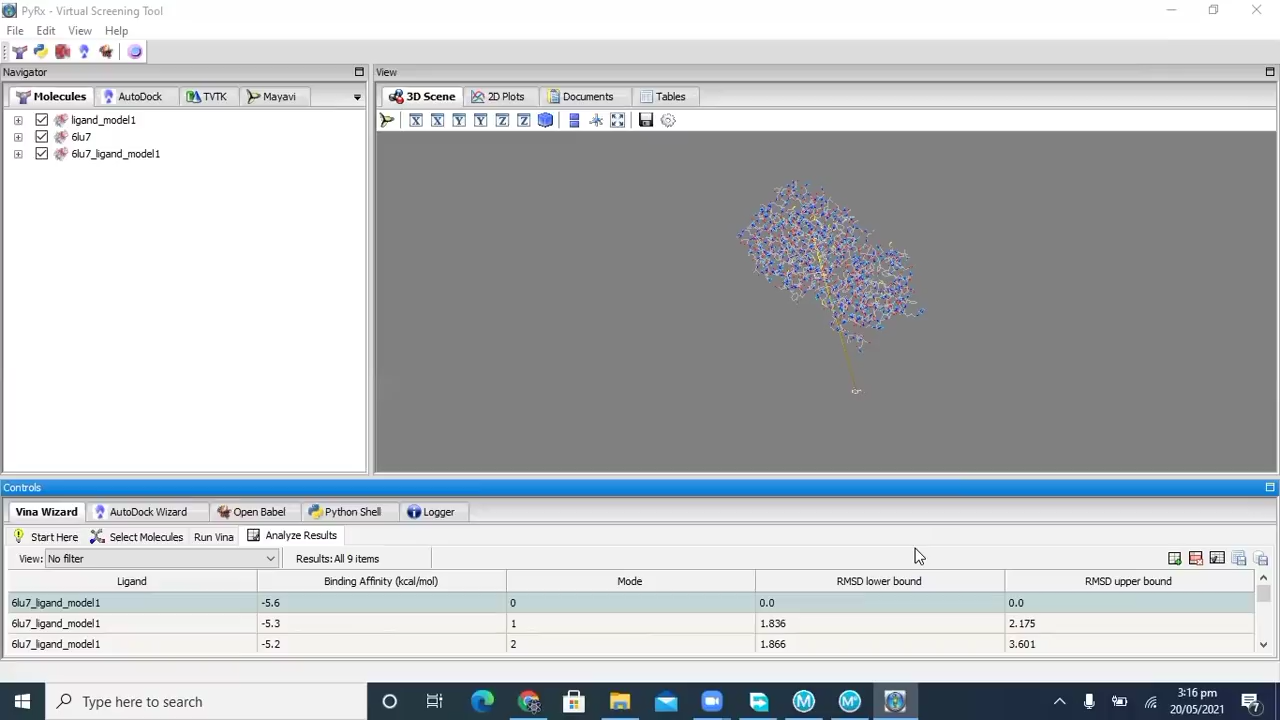 PyRx - Virtual Screening Tool
File Edit View Help
Navigator
View
Molecules AutoDock TVTK Mayavi
3D Scene 2D Plots Documents Tables
X X Y Y Z Z
ligand_model1
6lu7
6lu7_ligand_model1
Controls
Vina Wizard AutoDock Wizard Open Babel Python Shell Logger
Start Here Select Molecules Run Vina Analyze Results
View: No filter Results: All 9 items
Ligand Binding Affinity (kcal/mol) Mode RMSD lower bound RMSD upper bound
6lu7_ligand_model1 -5.6 0 0.0 0.0
6lu7_ligand_model1 -5.3 1 1.836 2.175
6lu7_ligand_model1 -5.2 2 1.866 3.601
Type here to search
3:16 pm
20/05/2021
7